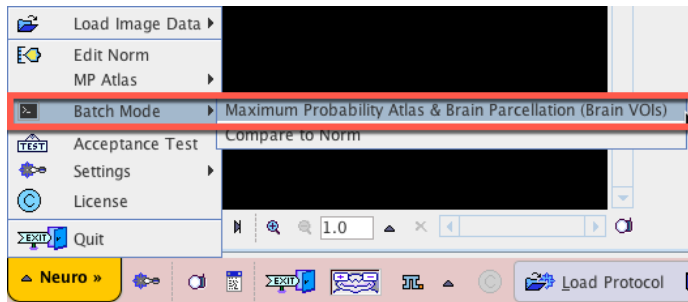 Load Image Data
Edit Norm
MP Atlas
Batch Mode
Maximum Probability Atlas & Brain Parcellation (Brain VOIs)
Compare to Norm
TEST
Acceptance Test
Settings
© License
EXIT
Quit
1.0
Neuro »
EXIT
©
Load Protocol